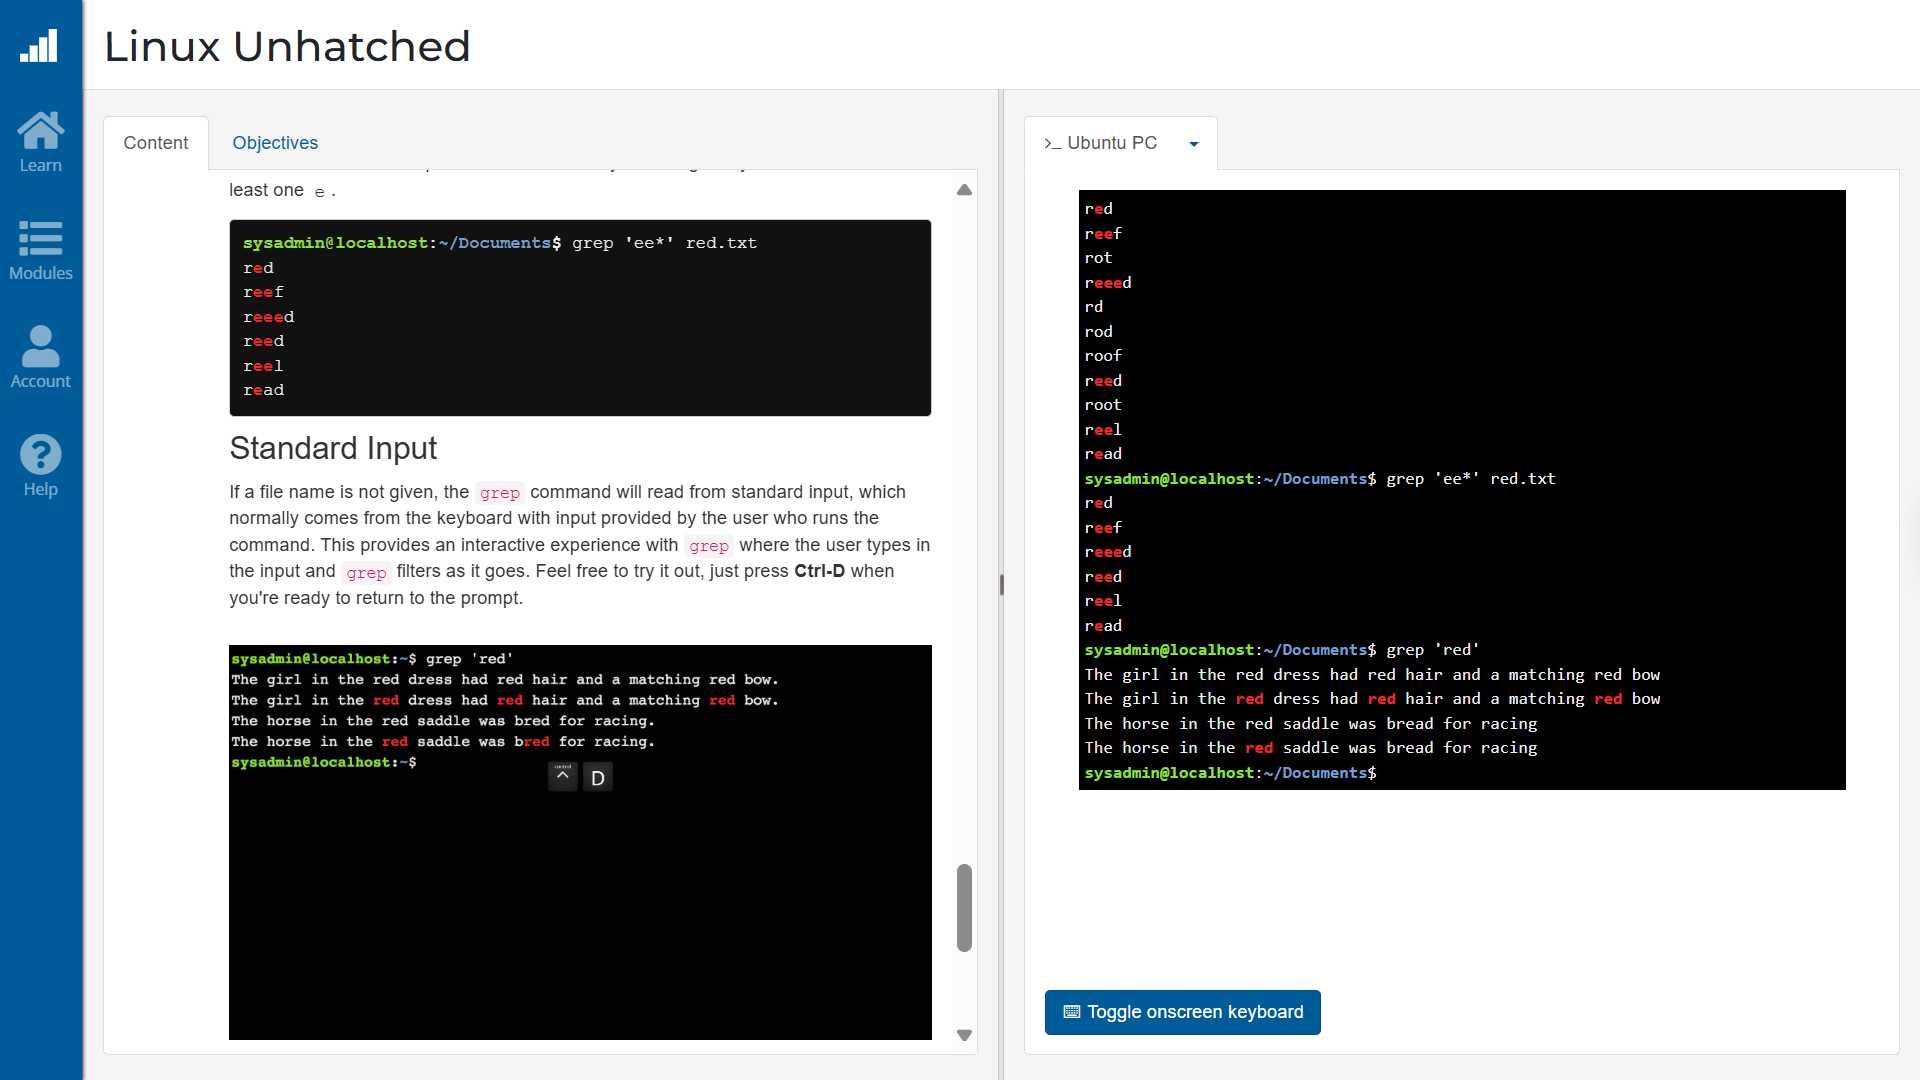 Linux Unhatched
Learn
Modules
Account
Help
Content
Objectives
least one e .
sysadmin@localhost:~/Documents$ grep 'ee*' red.txt
red
reef
reeed
reed
reel
read
Standard Input
If a file name is not given, the grep command will read from standard input, which
normally comes from the keyboard with input provided by the user who runs the
command. This provides an interactive experience with grep where the user types in
the input and grep filters as it goes. Feel free to try it out, just press Ctrl-D when
you're ready to return to the prompt.
sysadmin@localhost:~$ grep 'red'
The girl in the red dress had red hair and a matching red bow.
The girl in the red dress had red hair and a matching red bow.
The horse in the red saddle was bred for racing.
The horse in the red saddle was bred for racing.
sysadmin@localhost:~$
control
^ D
>_ Ubuntu PC
red
reef
rot
reeed
rd
rod
roof
reed
root
reel
read
sysadmin@localhost:~/Documents$ grep 'ee*' red.txt
red
reef
reeed
reed
reel
read
sysadmin@localhost:~/Documents$ grep 'red'
The girl in the red dress had red hair and a matching red bow
The girl in the red dress had red hair and a matching red bow
The horse in the red saddle was bread for racing
The horse in the red saddle was bread for racing
sysadmin@localhost:~/Documents$
Toggle onscreen keyboard